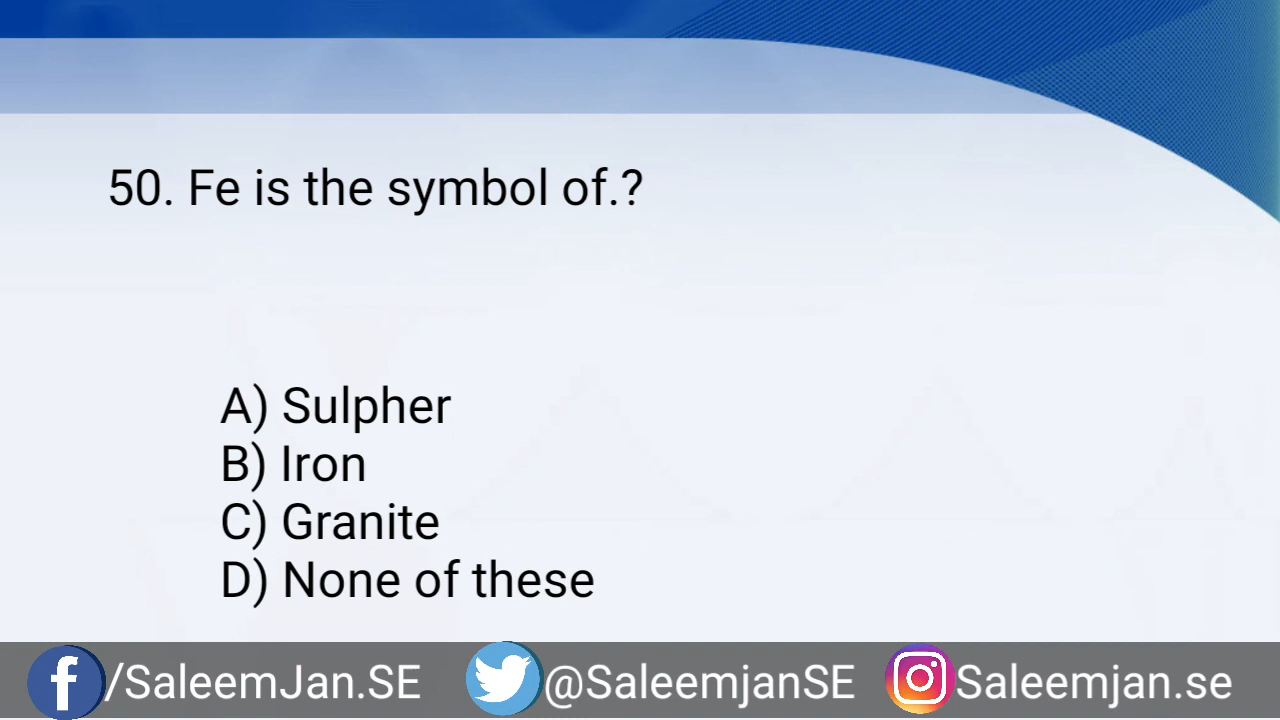 50. Fe is the symbol of.?
A) Sulpher
B) Iron
C) Granite
D) None of these
/SaleemJan.SE @SaleemjanSE Saleemjan.se